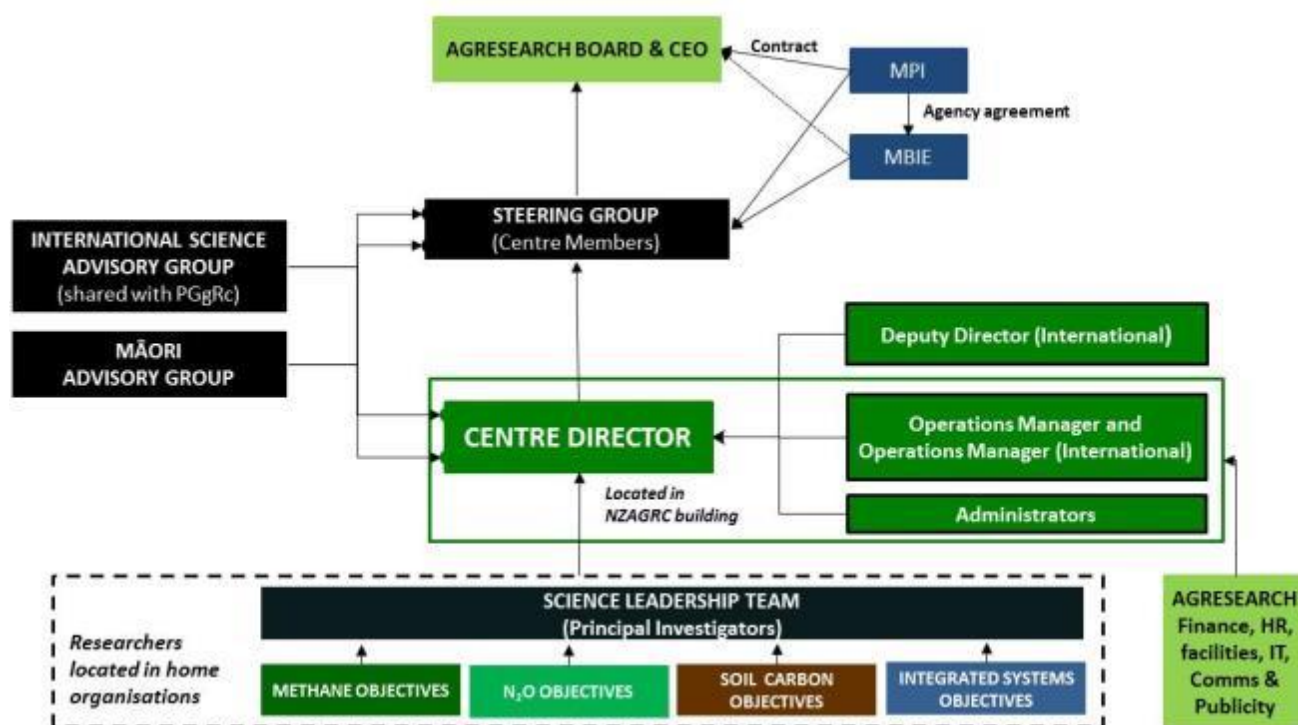 AGRESEARCH BOARD & CEO
Contract
MPI
Agency agreement
MBIE
STEERING GROUP
(Centre Members)
INTERNATIONAL SCIENCE
ADVISORY GROUP
(shared with PGgRc)
MĀORI
ADVISORY GROUP
Deputy Director (International)
CENTRE DIRECTOR
Operations Manager and
Operations Manager (International)
Located in
NZAGRC building
Administrators
Researchers
located in home
organisations
SCIENCE LEADERSHIP TEAM
(Principal Investigators)
METHANE OBJECTIVES
N₂O OBJECTIVES
SOIL CARBON
OBJECTIVES
INTEGRATED SYSTEMS
OBJECTIVES
AGRESEARCH
Finance, HR,
facilities, IT,
Comms &
Publicity